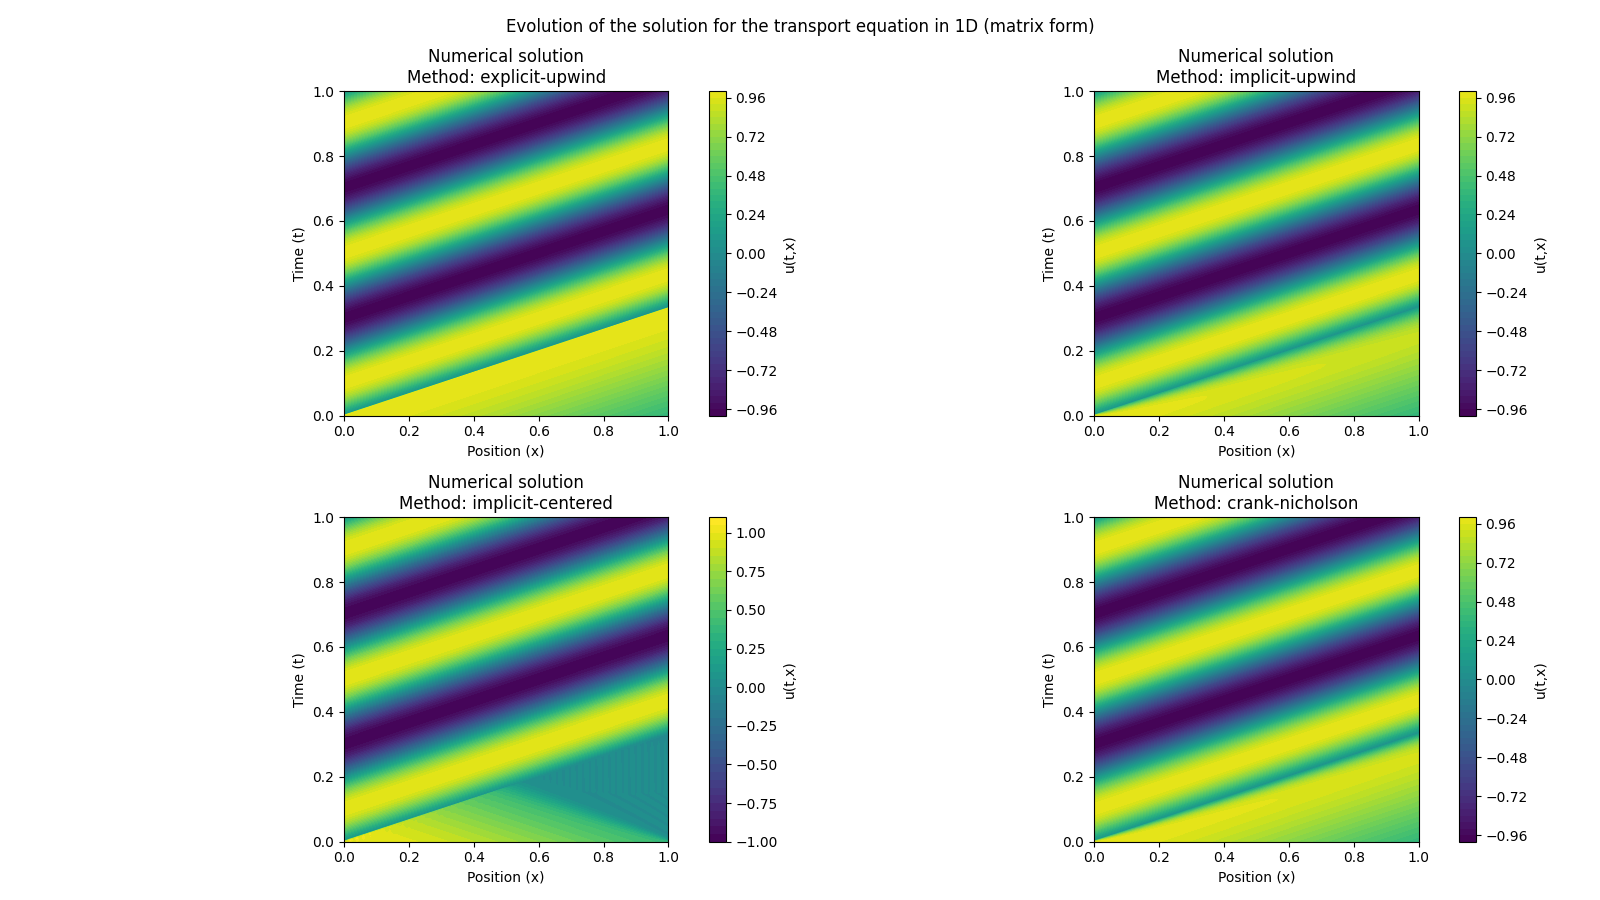 Evolution of the solution for the transport equation in 1D (matrix form)
Numerical solution
Method: explicit-upwind
1.0
0.8
0.6
0.4
0.2
0.0
Time (t)
0.0 0.2 0.4 0.6 0.8 1.0
Position (x)
0.96
0.72
0.48
0.24
0.00
−0.24
−0.48
−0.72
−0.96
u(t,x)
Numerical solution
Method: implicit-upwind
1.0
0.8
0.6
0.4
0.2
0.0
Time (t)
0.0 0.2 0.4 0.6 0.8 1.0
Position (x)
0.96
0.72
0.48
0.24
0.00
−0.24
−0.48
−0.72
−0.96
u(t,x)
Numerical solution
Method: implicit-centered
1.0
0.8
0.6
0.4
0.2
0.0
Time (t)
0.0 0.2 0.4 0.6 0.8 1.0
Position (x)
1.00
0.75
0.50
0.25
0.00
−0.25
−0.50
−0.75
−1.00
u(t,x)
Numerical solution
Method: crank-nicholson
1.0
0.8
0.6
0.4
0.2
0.0
Time (t)
0.0 0.2 0.4 0.6 0.8 1.0
Position (x)
0.96
0.72
0.48
0.24
0.00
−0.24
−0.48
−0.72
−0.96
u(t,x)